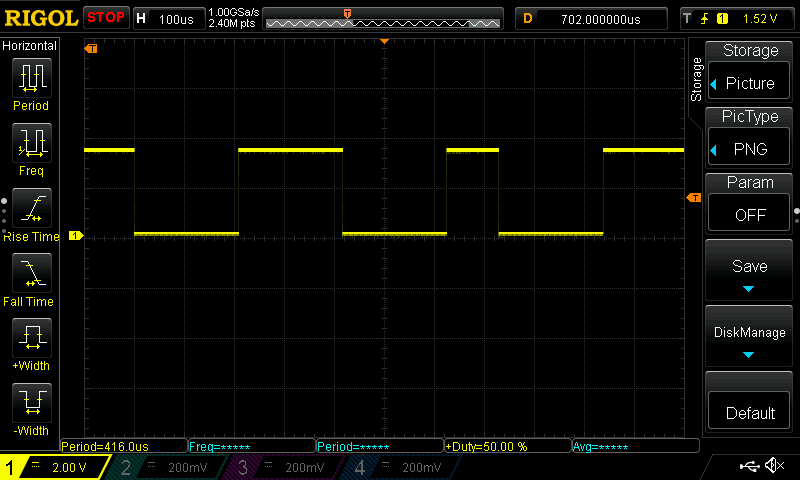 RIGOL STOP H 100us 1.00GSa/s D 702.000000us T 1 1.52 V
2.40M pts
T
Horizontal
Period
Freq
Rise Time
Fall Time
+Width
-Width
T
T
1
Storage
Storage
Picture
PicType
PNG
Param
OFF
Save
DiskManage
Default
Period=416.0us Freq=***** Period=***** +Duty=50.00 % Avg=*****
1 2.00 V 2 200mV 3 200mV 4 200mV